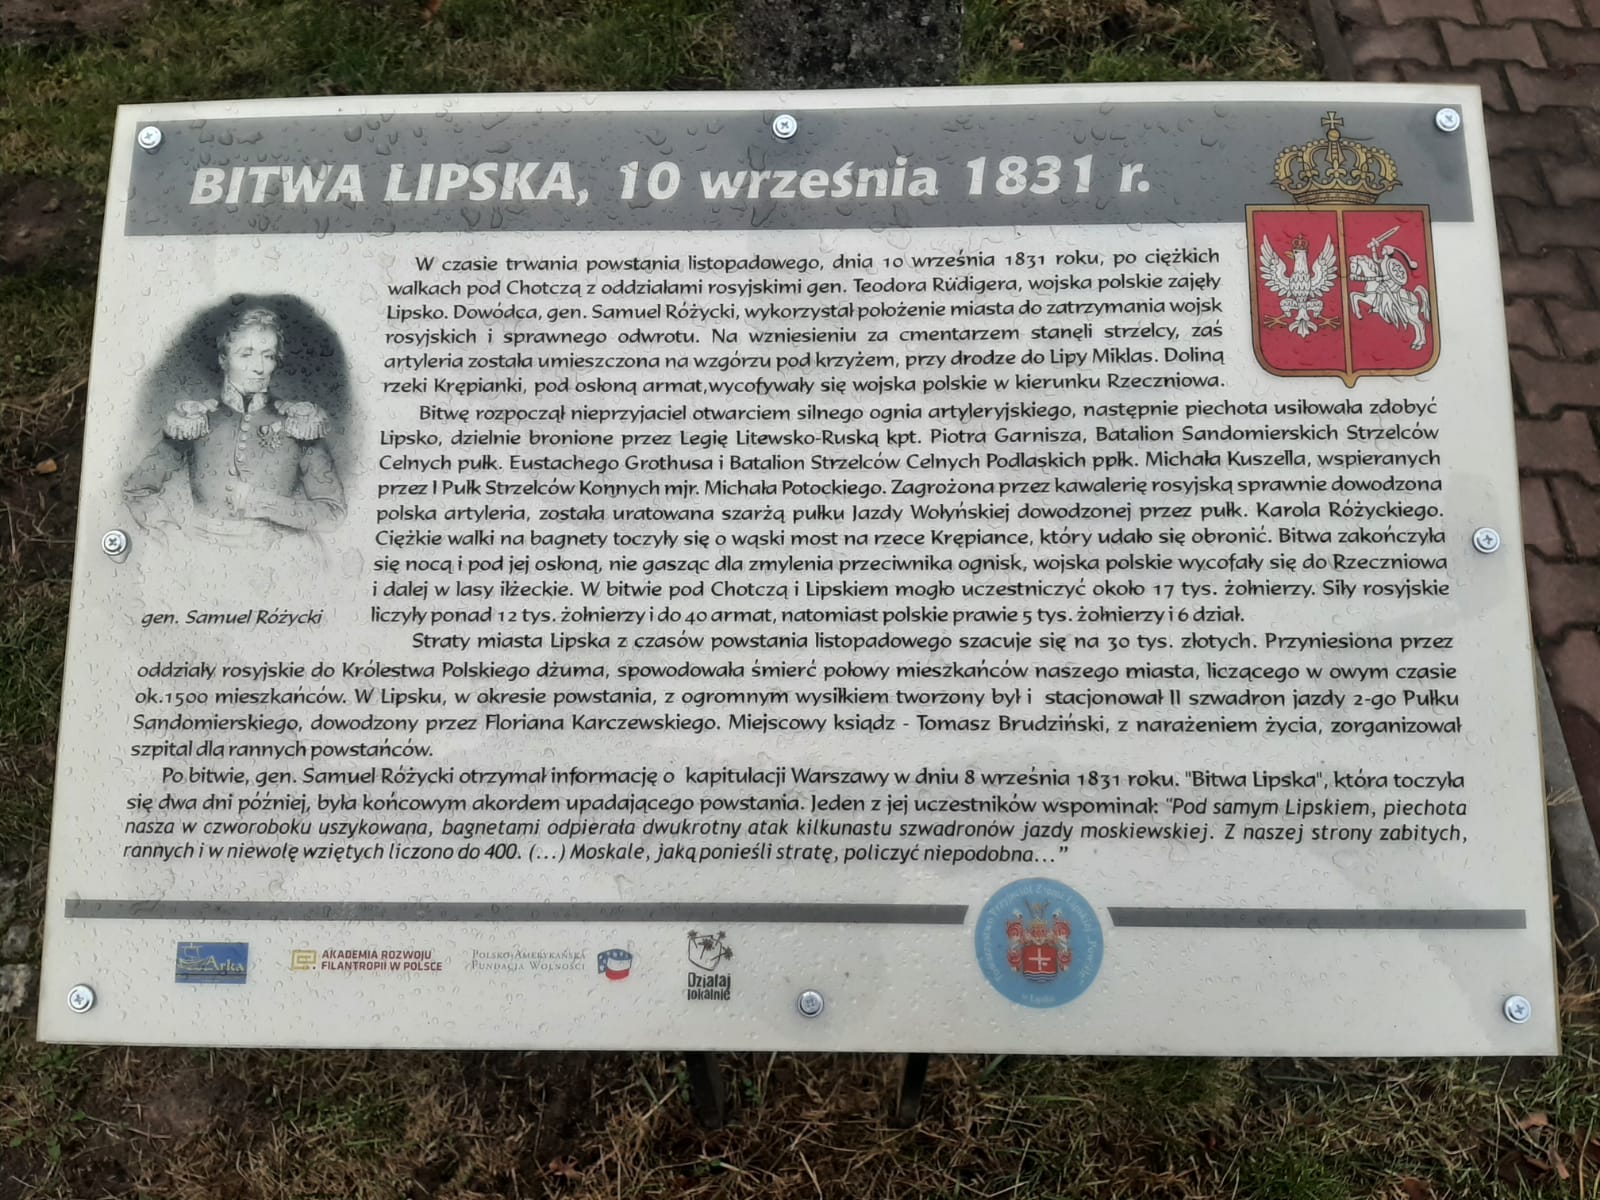 BITWA LIPSKA, 10 września 1831 r.
W czasie trwania powstania listopadowego, dnia 10 września 1831 roku, po ciężkich
walkach pod Chotczą z oddziałami rosyjskimi gen. Teodora Rüdigera, wojska polskie zajęły
Lipsko. Dowódca, gen. Samuel Różycki, wykorzystał położenie miasta do zatrzymania wojsk
rosyjskich i sprawnego odwrotu. Na wzniesieniu za cmentarzem stanęli strzelcy, zaś
artyleria została umieszczona na wzgórzu pod krzyżem, przy drodze do Lipy Miklas. Doliną
rzeki Krępianki, pod osłoną armat,wycofywały się wojska polskie w kierunku Rzeczniowa.
Bitwę rozpoczął nieprzyjaciel otwarciem silnego ognia artyleryjskiego, następnie piechota usiłowała zdobyć
Lipsko, dzielnie bronione przez Legię Litewsko-Ruską kpt. Piotra Garnisza, Batalion Sandomierskich Strzelców
Celnych pułk. Eustachego Grothusa i Batalion Strzelców Celnych Podlaskich ppłk. Michała Kuszella, wspieranych
przez I Pułk Strzelców Konnych mjr. Michała Potockiego. Zagrożona przez kawalerię rosyjską sprawnie dowodzona
polska artyleria, została uratowana szarżą pułku Jazdy Wołyńskiej dowodzonej przez pułk. Karola Różyckiego.
Ciężkie walki na bagnety toczyły się o wąski most na rzece Krępiance, który udało się obronić. Bitwa zakończyła
się nocą i pod jej osłoną, nie gasząc dla zmylenia przeciwnika ognisk, wojska polskie wycofały się do Rzeczniowa
i dalej w lasy iłżeckie. W bitwie pod Chotczą i Lipskiem mogło uczestniczyć około 17 tys. żołnierzy. Siły rosyjskie
liczyły ponad 12 tys. żołnierzy i do 40 armat, natomiast polskie prawie 5 tys. żołnierzy i 6 dział.
gen. Samuel Różycki
Straty miasta Lipska z czasów powstania listopadowego szacuje się na 30 tys. złotych. Przyniesiona przez
oddziały rosyjskie do Królestwa Polskiego dżuma, spowodowała śmierć połowy mieszkańców naszego miasta, liczącego w owym czasie
ok.1500 mieszkańców. W Lipsku, w okresie powstania, z ogromnym wysiłkiem tworzony był i stacjonował II szwadron jazdy 2-go Pułku
Sandomierskiego, dowodzony przez Floriana Karczewskiego. Miejscowy ksiądz - Tomasz Brudziński, z narażeniem życia, zorganizował
szpital dla rannych powstańców.
Po bitwie, gen. Samuel Różycki otrzymał informację o kapitulacji Warszawy w dniu 8 września 1831 roku. "Bitwa Lipska", która toczyła
się dwa dni później, była końcowym akordem upadającego powstania. Jeden z jej uczestników wspominał: "Pod samym Lipskiem, piechota
nasza w czworoboku uszykowana, bagnetami odpierała dwukrotny atak kilkunastu szwadronów jazdy moskiewskiej. Z naszej strony zabitych,
rannych i w niewolę wziętych liczono do 400. (...) Moskale, jaką ponieśli stratę, policzyć niepodobna..."
Arka
AKADEMIA ROZWOJU
FILANTROPII W POLSCE
POLSKO-AMERYKAŃSKA
FUNDACJA WOLNOŚCI
Działaj
lokalnie
Towarzystwo Przyjaciół Ziemi Lipskiej „Powiśle”
w Lipsku